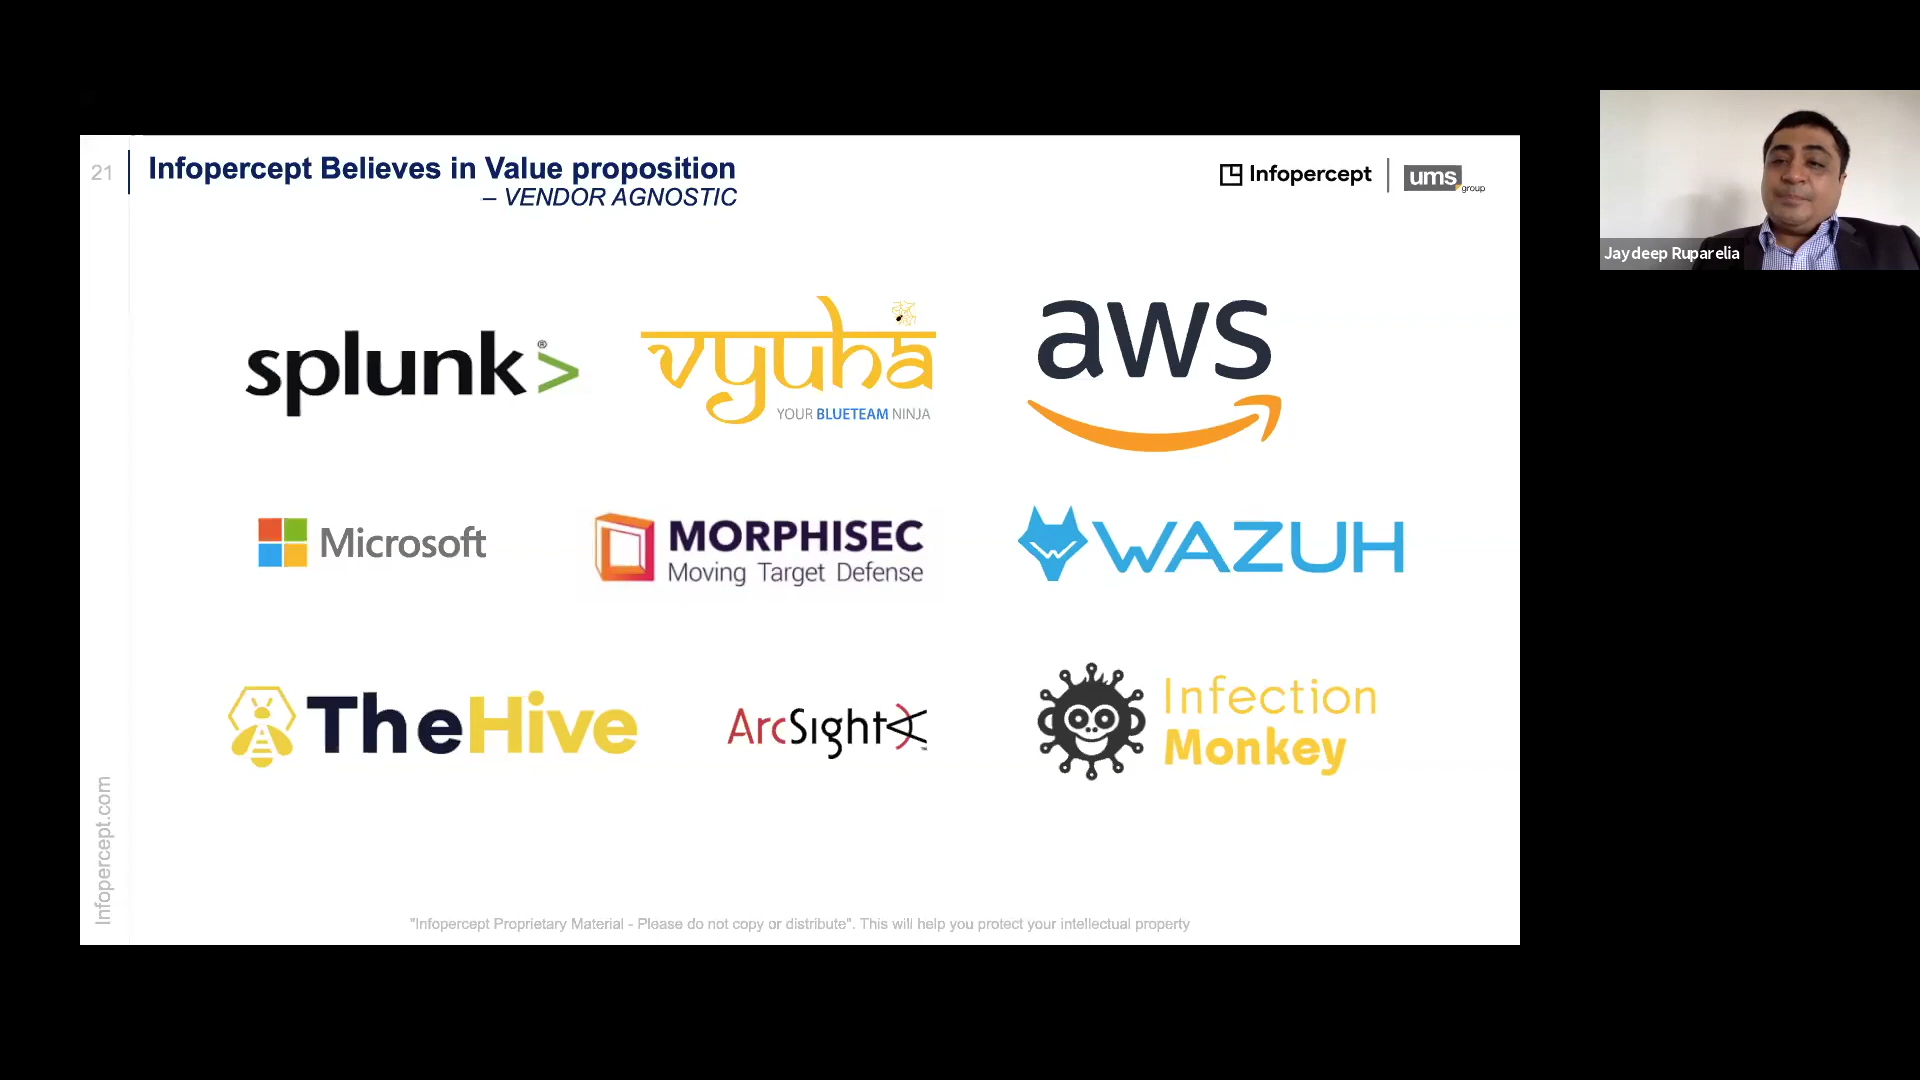 21
Infopercept Believes in Value proposition
– VENDOR AGNOSTIC
Infopercept
ums group
Jaydeep Ruparelia
splunk®>
vyuha
YOUR BLUETEAM NINJA
aws
Microsoft
MORPHISEC
Moving Target Defense
WAZUH
TheHive
ArcSight™
Infection
Monkey
Infopercept.com
"Infopercept Proprietary Material - Please do not copy or distribute". This will help you protect your intellectual property